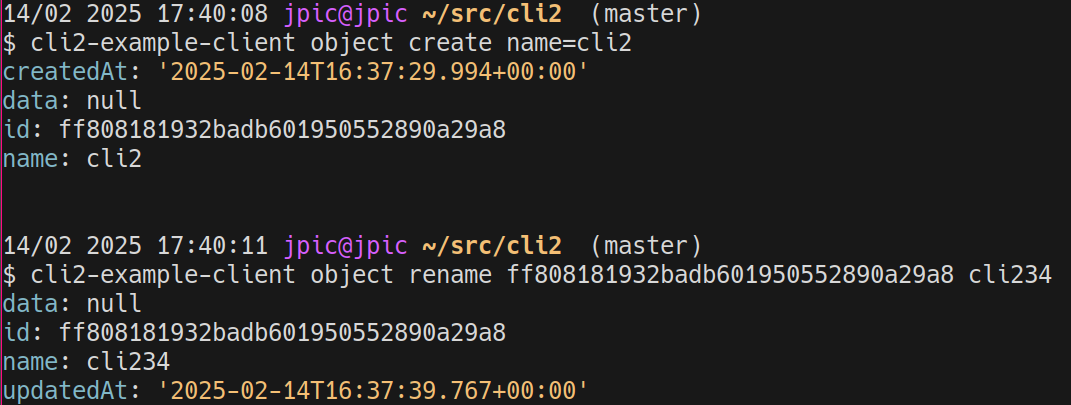 14/02 2025 17:40:08 jpic@jpic ~/src/cli2  (master)
$ cli2-example-client object create name=cli2
createdAt: '2025-02-14T16:37:29.994+00:00'
data: null
id: ff808181932badb601950552890a29a8
name: cli2
14/02 2025 17:40:11 jpic@jpic ~/src/cli2  (master)
$ cli2-example-client object rename ff808181932badb601950552890a29a8 cli234
data: null
id: ff808181932badb601950552890a29a8
name: cli234
updatedAt: '2025-02-14T16:37:39.767+00:00'